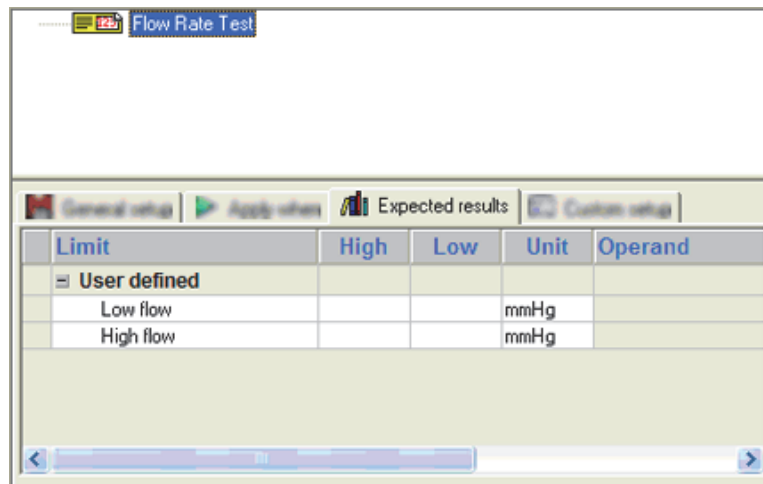 Flow Rate Test
Expected results
Limit High Low Unit Operand
User defined
Low flow mmHg
High flow mmHg